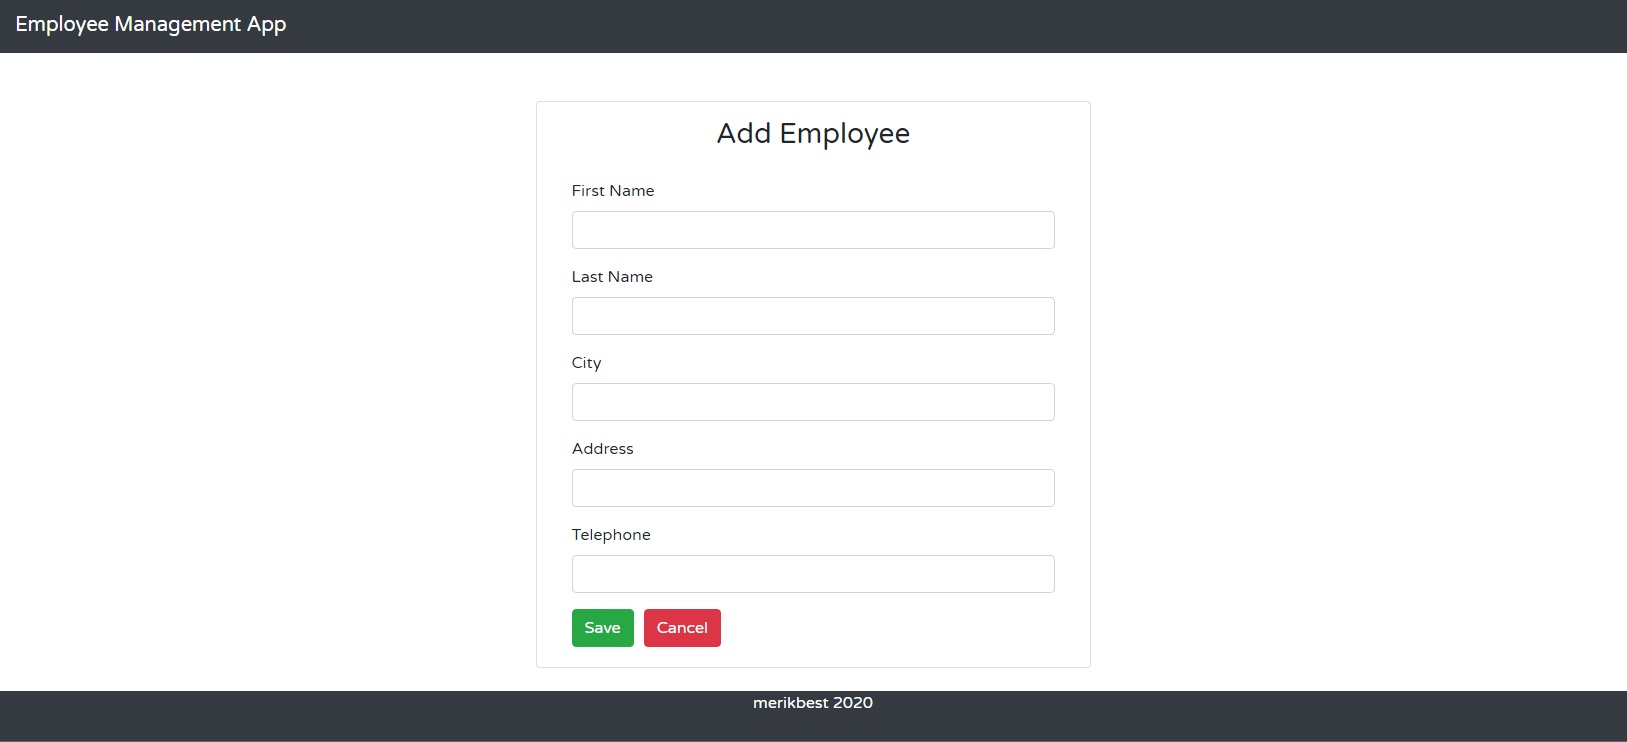 Employee Management App
Add Employee
First Name
Last Name
City
Address
Telephone
Save Cancel
merikbest 2020